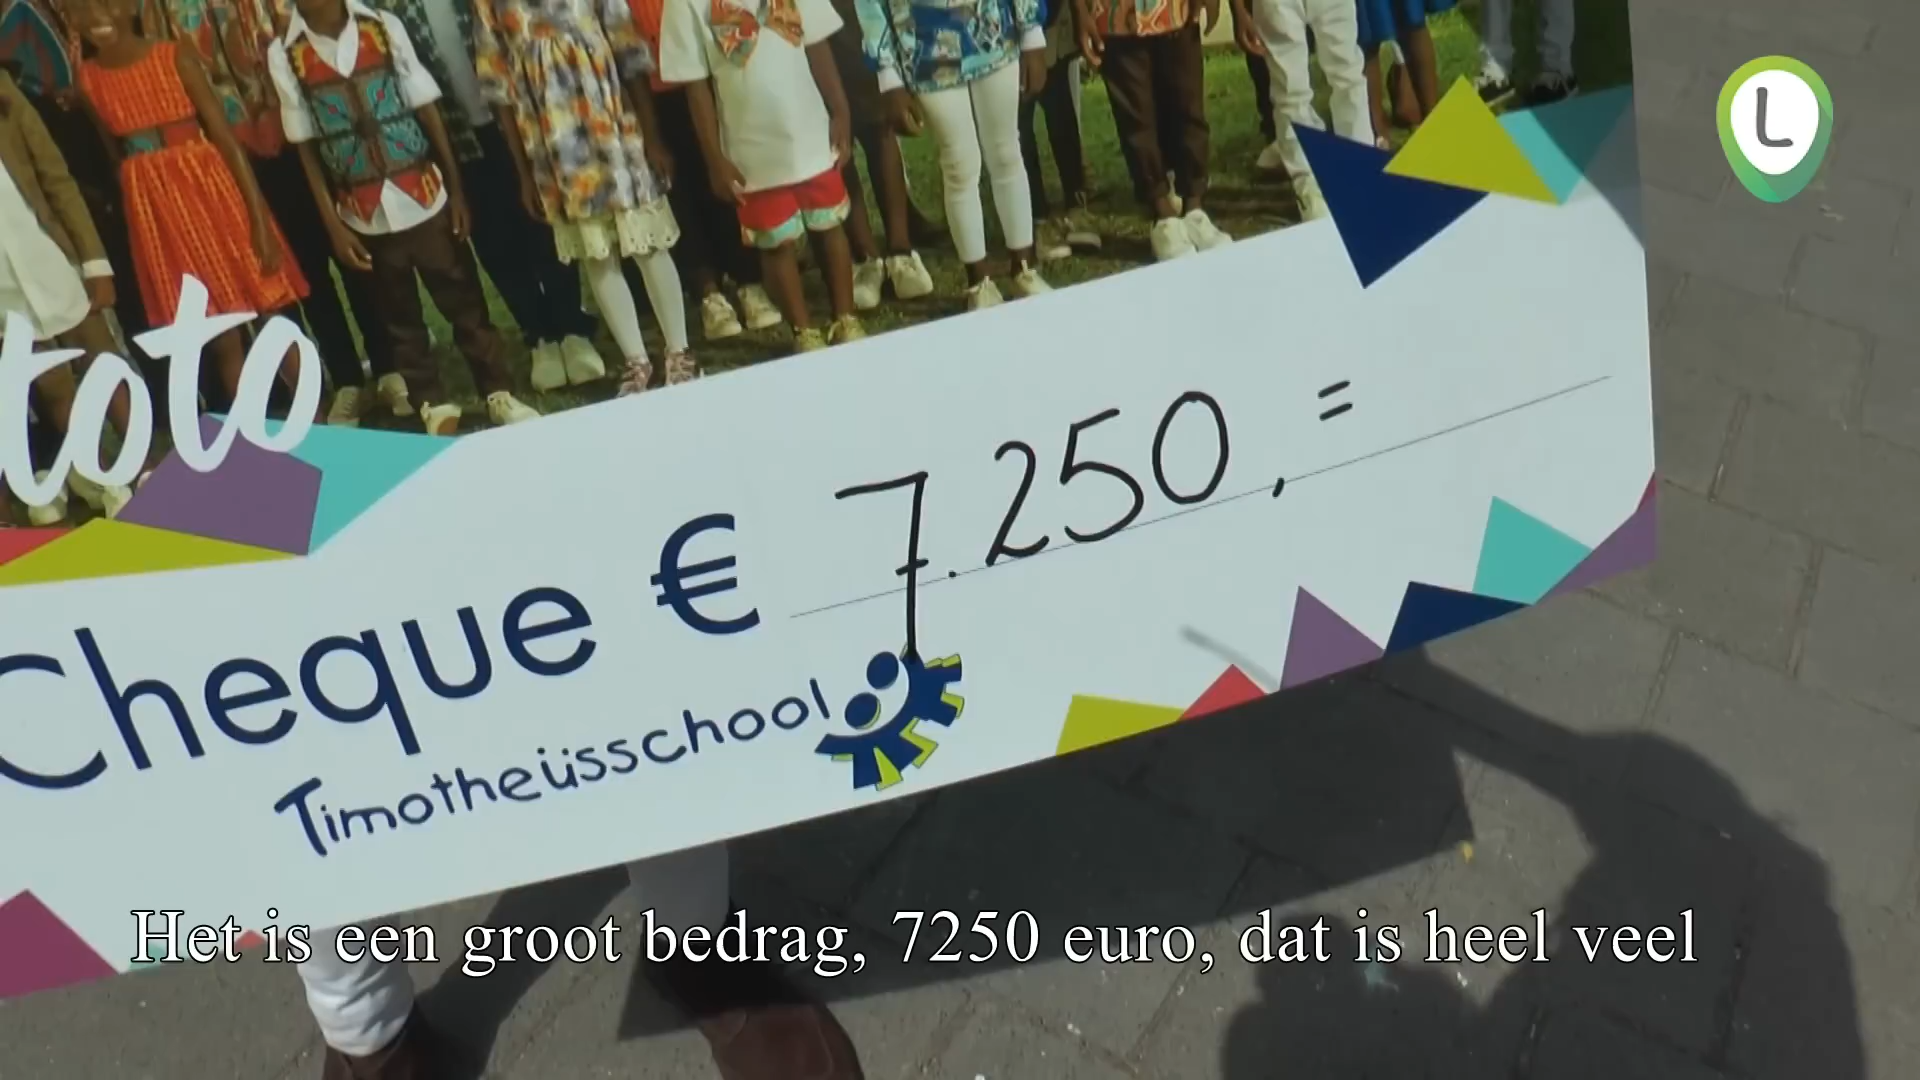 L
toto
Cheque € 7.250,=
Timotheüsschool
Het is een groot bedrag, 7250 euro, dat is heel veel